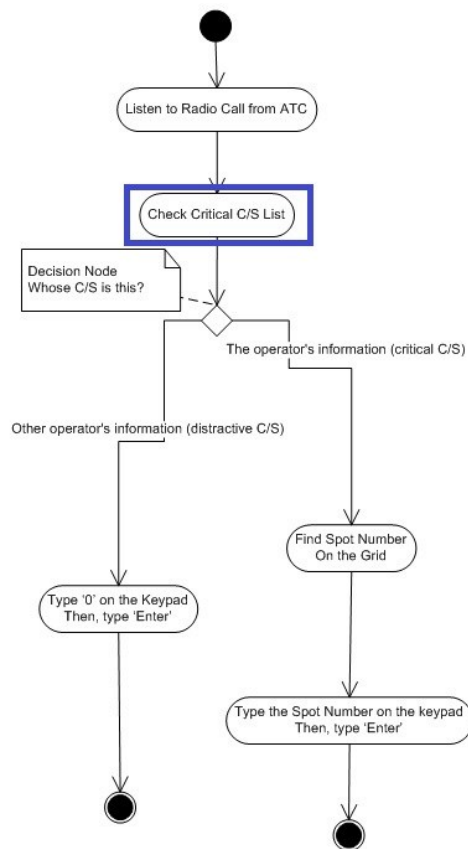 Listen to Radio Call from ATC
Check Critical C/S List
Decision Node
Whose C/S is this?
The operator's information (critical C/S)
Other operator's information (distractive C/S)
Find Spot Number
On the Grid
Type ‘0’ on the Keypad
Then, type ‘Enter’
Type the Spot Number on the keypad
Then, type ‘Enter’